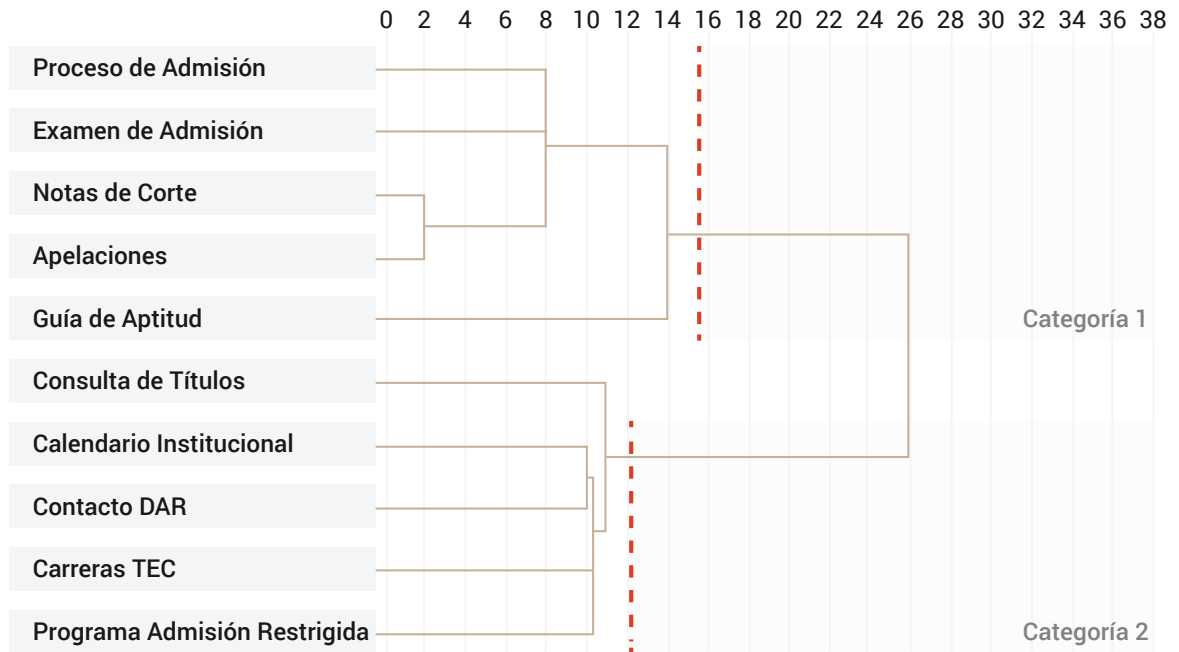 0 2 4 6 8 10 12 14 16 18 20 22 24 26 28 30 32 34 36 38
Proceso de Admisión
Examen de Admisión
Notas de Corte
Apelaciones
Guía de Aptitud
Categoría 1
Consulta de Títulos
Calendario Institucional
Contacto DAR
Carreras TEC
Programa Admisión Restrigida
Categoría 2